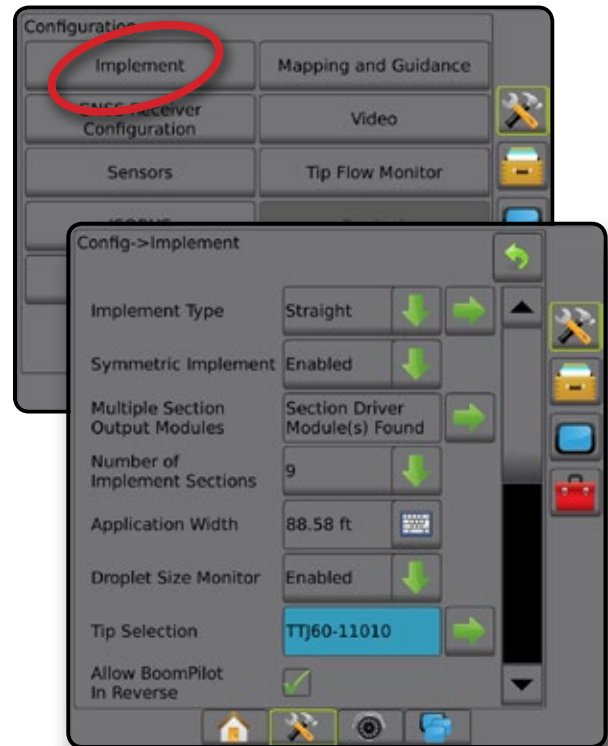 Configuration
Implement
Mapping and Guidance
GNSS Receiver
Configuration
Video
Sensors
Tip Flow Monitor
Config->Implement
Implement Type
Straight
Symmetric Implement
Enabled
Multiple Section
Output Modules
Section Driver
Module(s) Found
Number of
Implement Sections
9
Application Width
88.58 ft
Droplet Size Monitor
Enabled
Tip Selection
TTJ60-11010
Allow BoomPilot
In Reverse